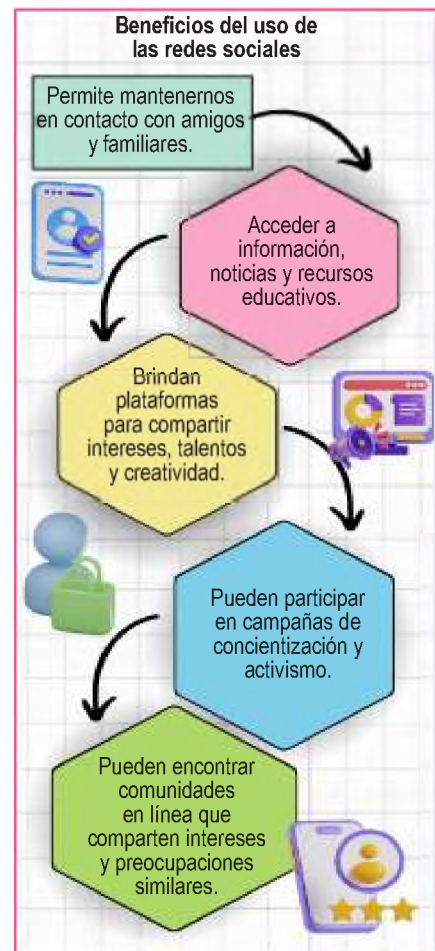 Beneficios del uso de
las redes sociales
Permite mantenernos
en contacto con amigos
y familiares.
Acceder a
información,
noticias y recursos
educativos.
Brindan
plataformas
para compartir
intereses, talentos
y creatividad.
Pueden participar
en campañas de
concientización y
activismo.
Pueden encontrar
comunidades
en línea que
comparten intereses
y preocupaciones
similares.